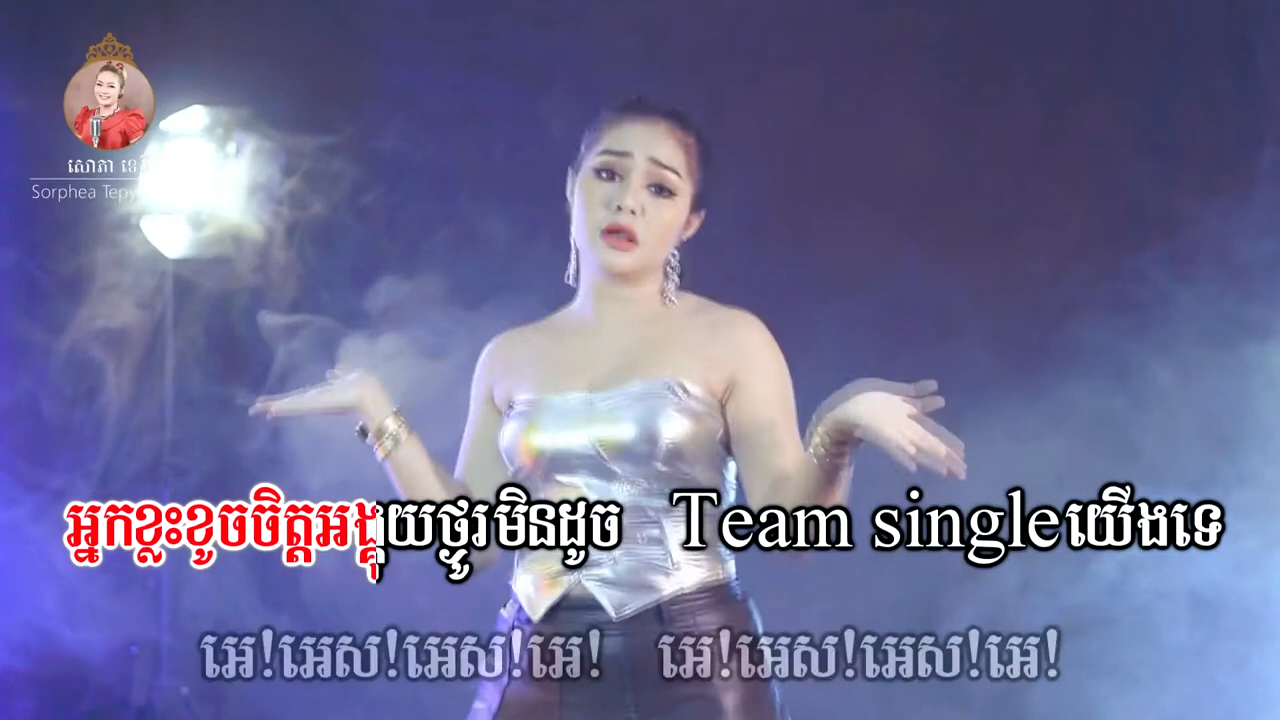 សោភា
Sorphea Tepy
អ្នកខ្លះខូចចិត្តអង្គុយថ្ងូរមិនដូច Team singleយើងទេ
អេ!អេស!អេស!អេ! អេ!អេស!អេស!អេ!